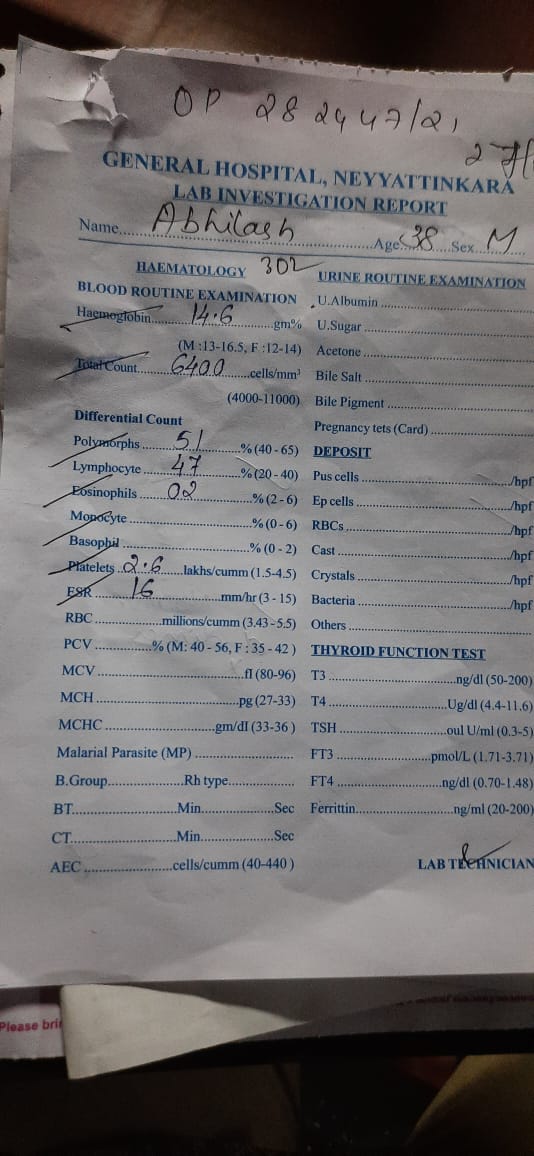 OP 282447/21
GENERAL HOSPITAL, NEYYATTINKARA
LAB INVESTIGATION REPORT
Name Abhilash Age 38 Sex M
HAEMATOLOGY 302
BLOOD ROUTINE EXAMINATION
Haemoglobin 14.6 gm%
(M :13-16.5, F :12-14)
Total Count 6400 cells/mm³
(4000-11000)
Differential Count
Polymorphs 51 % (40 - 65)
Lymphocyte 47 % (20 - 40)
Eosinophils 02 % (2 - 6)
Monocyte % (0 - 6)
Basophil % (0 - 2)
Platelets 2.6 lakhs/cumm (1.5-4.5)
ESR 16 mm/hr (3 - 15)
RBC millions/cumm (3.43 -5.5)
PCV % (M: 40 - 56, F : 35 - 42 )
MCV fl (80-96)
MCH pg (27-33)
MCHC gm/dI (33-36 )
Malarial Parasite (MP)
B.Group Rh type
BT Min Sec
CT Min Sec
AEC cells/cumm (40-440 )
URINE ROUTINE EXAMINATION
U.Albumin
U.Sugar
Acetone
Bile Salt
Bile Pigment
Pregnancy tets (Card)
DEPOSIT
Pus cells /hpf
Ep cells /hpf
RBCs /hpf
Cast /hpf
Crystals /hpf
Bacteria /hpf
Others
THYROID FUNCTION TEST
T3 ng/dl (50-200)
T4 Ug/dl (4.4-11.6)
TSH oul U/ml (0.3-5)
FT3 pmol/L (1.71-3.71)
FT4 ng/dl (0.70-1.48)
Ferrittin ng/ml (20-200)
LAB TECHNICIAN
Please bri